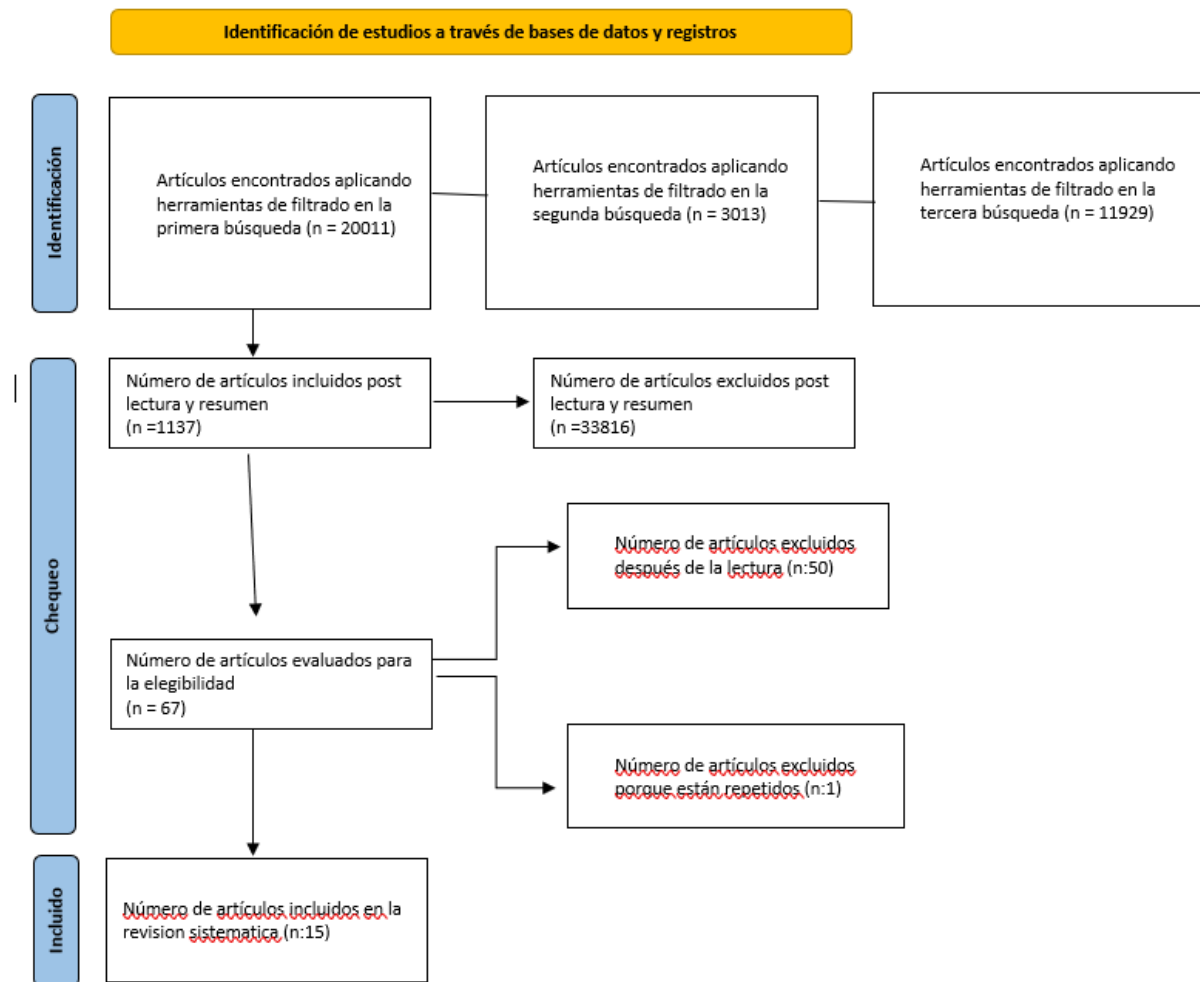 Identificación de estudios a través de bases de datos y registros
Identificación
Artículos encontrados aplicando
herramientas de filtrado en la
primera búsqueda (n = 20011)
Artículos encontrados aplicando
herramientas de filtrado en la
segunda búsqueda (n = 3013)
Artículos encontrados aplicando
herramientas de filtrado en la
tercera búsqueda (n = 11929)
Chequeo
Número de artículos incluidos post
lectura y resumen
(n =1137)
Número de artículos excluidos post
lectura y resumen
(n =33816)
Número de artículos excluidos
después de la lectura (n:50)
Número de artículos evaluados para
la elegibilidad
(n = 67)
Número de artículos excluidos
porque están repetidos (n:1)
Incluido
Número de artículos incluidos en la
revision sistematica (n:15)